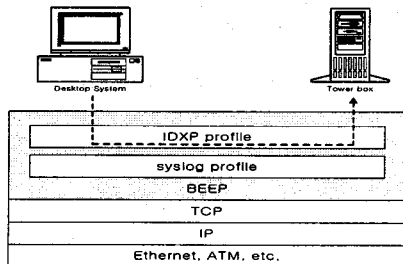 Desktop System
Tower box
IDXP profile
syslog profile
BEEP
TCP
IP
Ethernet, ATM, etc.